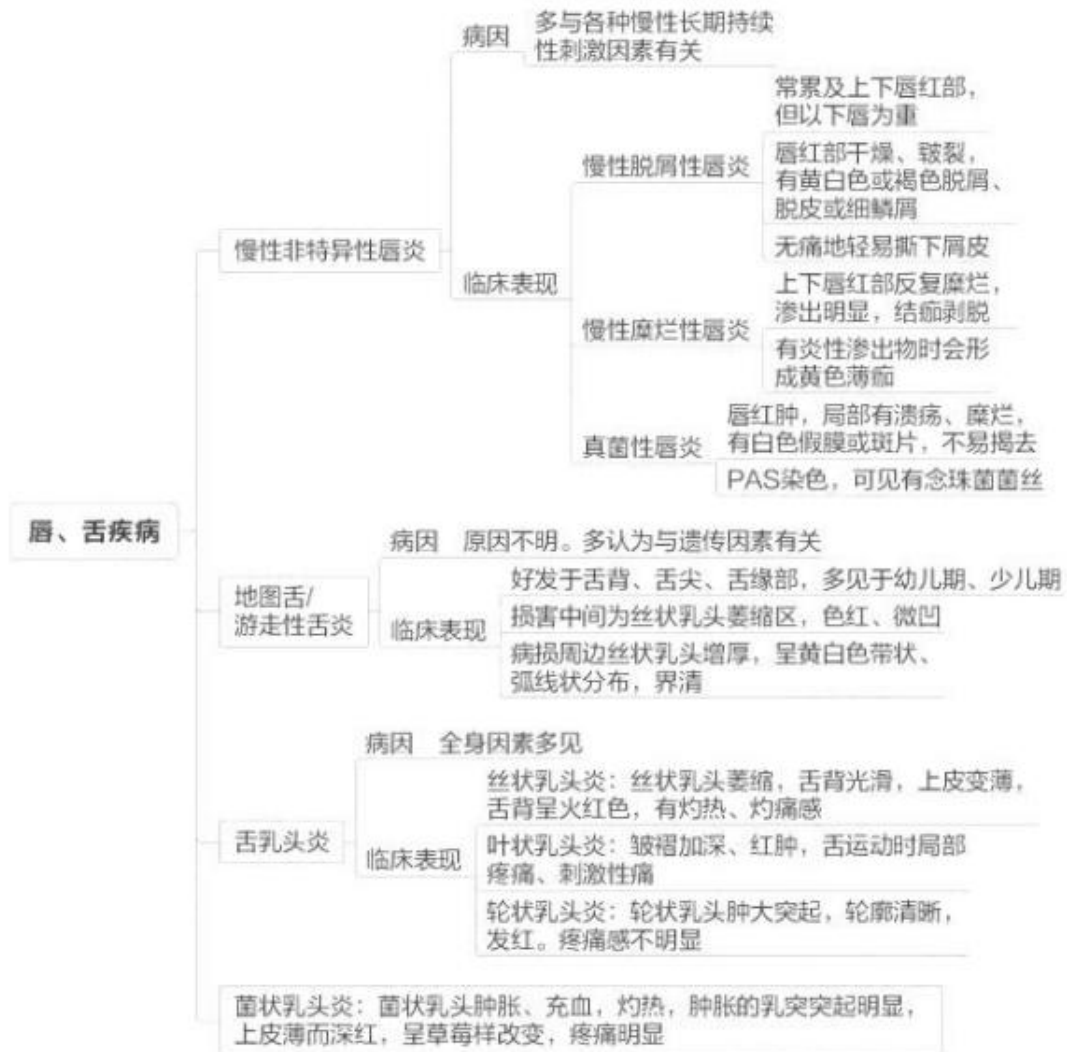 唇、舌疾病
慢性非特异性唇炎
病因
多与各种慢性长期持续
性刺激因素有关
临床表现
慢性脱屑性唇炎
常累及上下唇红部，
但以下唇为重
唇红部干燥、皲裂，
有黄白色或褐色脱屑、
脱皮或细鳞屑
无痛地轻易撕下屑皮
慢性糜烂性唇炎
上下唇红部反复糜烂，
渗出明显，结痂剥脱
有炎性渗出物时会形
成黄色薄痂
真菌性唇炎
唇红肿，局部有溃疡、糜烂，
有白色假膜或斑片，不易揭去
PAS染色，可见有念珠菌菌丝
地图舌/
游走性舌炎
病因
原因不明。多认为与遗传因素有关
临床表现
好发于舌背、舌尖、舌缘部，多见于幼儿期、少儿期
损害中间为丝状乳头萎缩区，色红、微凹
病损周边丝状乳头增厚，呈黄白色带状、
弧线状分布，界清
舌乳头炎
病因
全身因素多见
临床表现
丝状乳头炎：丝状乳头萎缩，舌背光滑，上皮变薄，
舌背呈火红色，有灼热、灼痛感
叶状乳头炎：皱褶加深、红肿，舌运动时局部
疼痛、刺激性痛
轮状乳头炎：轮状乳头肿大突起，轮廓清晰，
发红。疼痛感不明显
菌状乳头炎：菌状乳头肿胀、充血，灼热，肿胀的乳突突起明显，
上皮薄而深红，呈草莓样改变，疼痛明显